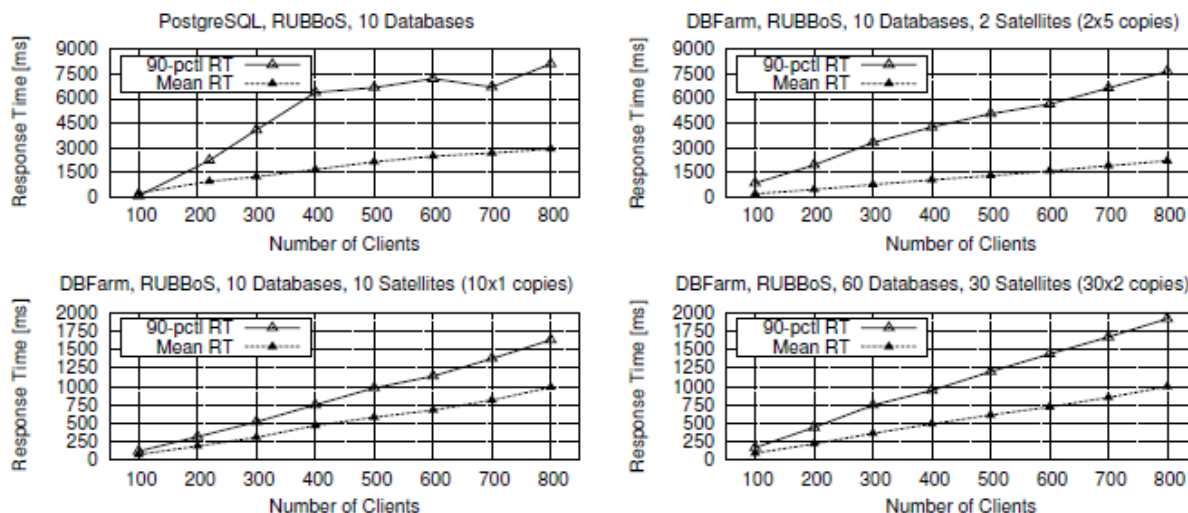 PostgreSQL, RUBBoS, 10 Databases
Response Time [ms]
9000
7500
6000
4500
3000
1500
0
90-pctl RT
Mean RT
100 200 300 400 500 600 700 800
Number of Clients
DBFarm, RUBBoS, 10 Databases, 2 Satellites (2x5 copies)
Response Time [ms]
9000
7500
6000
4500
3000
1500
0
90-pctl RT
Mean RT
100 200 300 400 500 600 700 800
Number of Clients
DBFarm, RUBBoS, 10 Databases, 10 Satellites (10x1 copies)
Response Time [ms]
2000
1750
1500
1250
1000
750
500
250
0
90-pctl RT
Mean RT
100 200 300 400 500 600 700 800
Number of Clients
DBFarm, RUBBoS, 60 Databases, 30 Satellites (30x2 copies)
Response Time [ms]
2000
1750
1500
1250
1000
750
500
250
0
90-pctl RT
Mean RT
100 200 300 400 500 600 700 800
Number of Clients